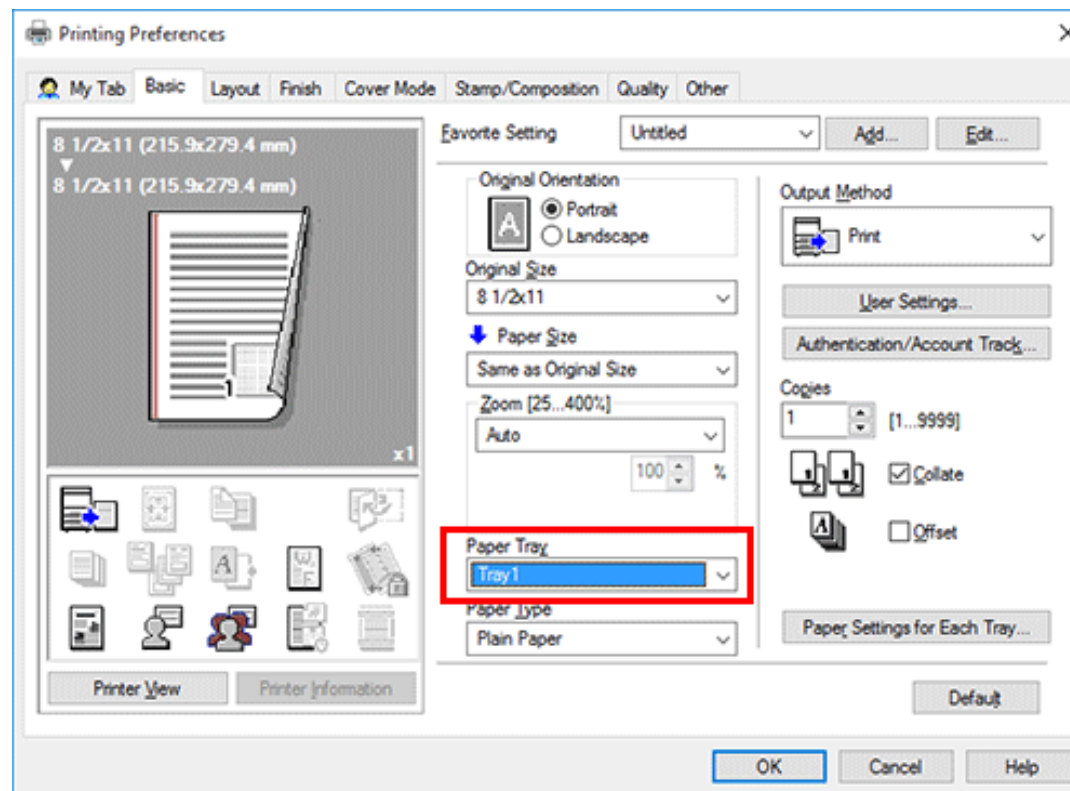 Printing Preferences
My Tab Basic Layout Finish Cover Mode Stamp/Composition Quality Other
8 1/2x11 (215.9x279.4 mm)
8 1/2x11 (215.9x279.4 mm)
1
x1
W.
F
Printer View Printer Information
Favorite Setting Untitled Add... Edit...
Original Orientation
A
Portrait
Landscape
Original Size
8 1/2x11
Paper Size
Same as Original Size
Zoom [25...400%]
Auto
100 %
Paper Tray
Tray1
Paper Type
Plain Paper
Output Method
Print
User Settings...
Authentication/Account Track...
Copies
1 [1...9999]
Collate
Offset
Paper Settings for Each Tray...
Default
OK Cancel Help